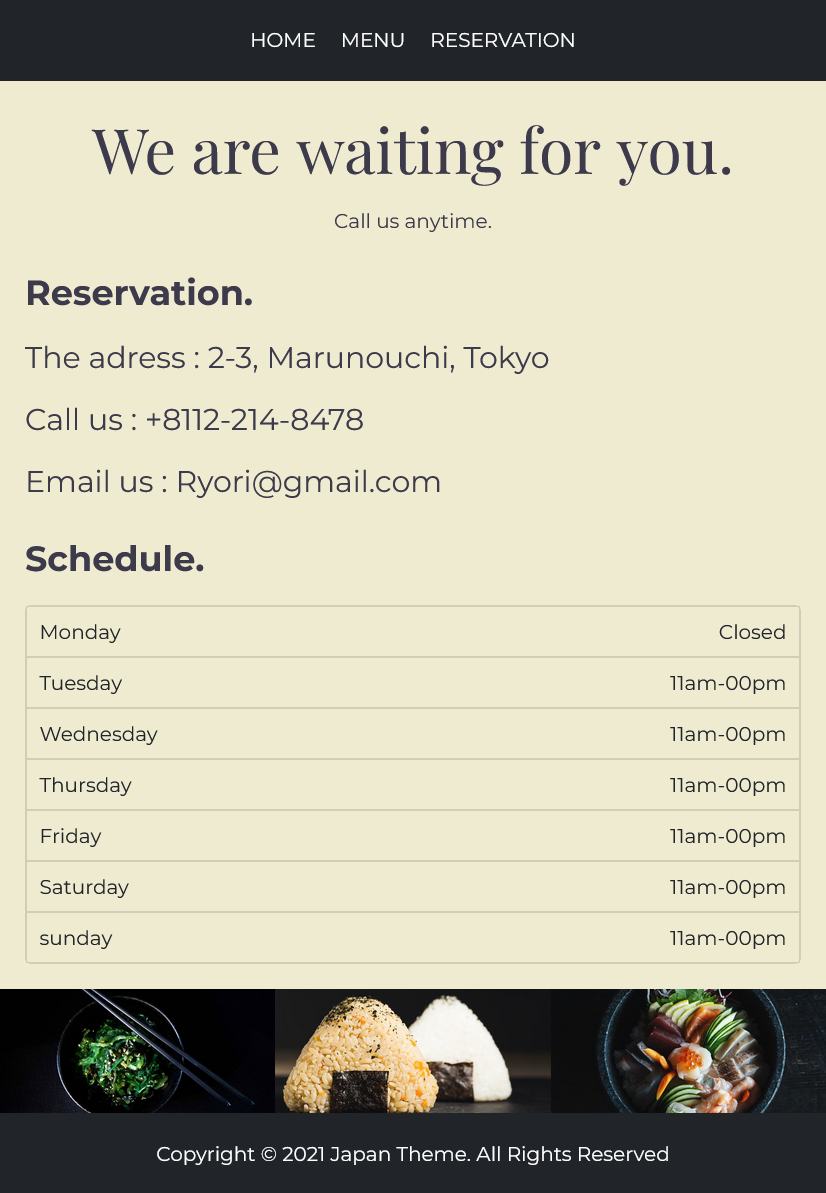 HOME MENU RESERVATION
We are waiting for you.
Call us anytime.
Reservation.
The adress : 2-3, Marunouchi, Tokyo
Call us : +8112-214-8478
Email us : Ryori@gmail.com
Schedule.
Monday Closed
Tuesday 11am-00pm
Wednesday 11am-00pm
Thursday 11am-00pm
Friday 11am-00pm
Saturday 11am-00pm
sunday 11am-00pm
Copyright © 2021 Japan Theme. All Rights Reserved